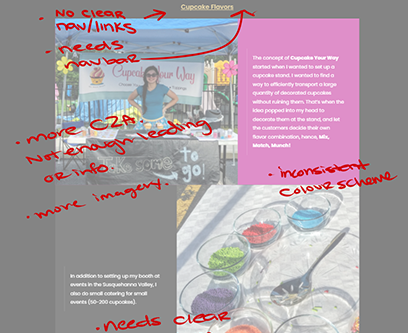 Cupcake Flavors
• No clear
nav/links
• needs
navbar
Cupcake Your Way
The concept of Cupcake Your Way
started when I wanted to set up a
cupcake stand. I wanted to find a
way to efficiently transport a large
quantity of decorated cupcakes
without ruining them. That's when the
idea popped into my head to
decorate them at the stand, and let
the customers decide their own
flavor combination, hence, Mix,
Match, Munch!
• more CZA.
Not enough leading
or info.
to
go!
• more imagery.
• inconsistent
colour scheme
In addition to setting up my booth at
events in the Susquehanna Valley, I
also do small catering for small
events (50-200 cupcakes).
• needs clear